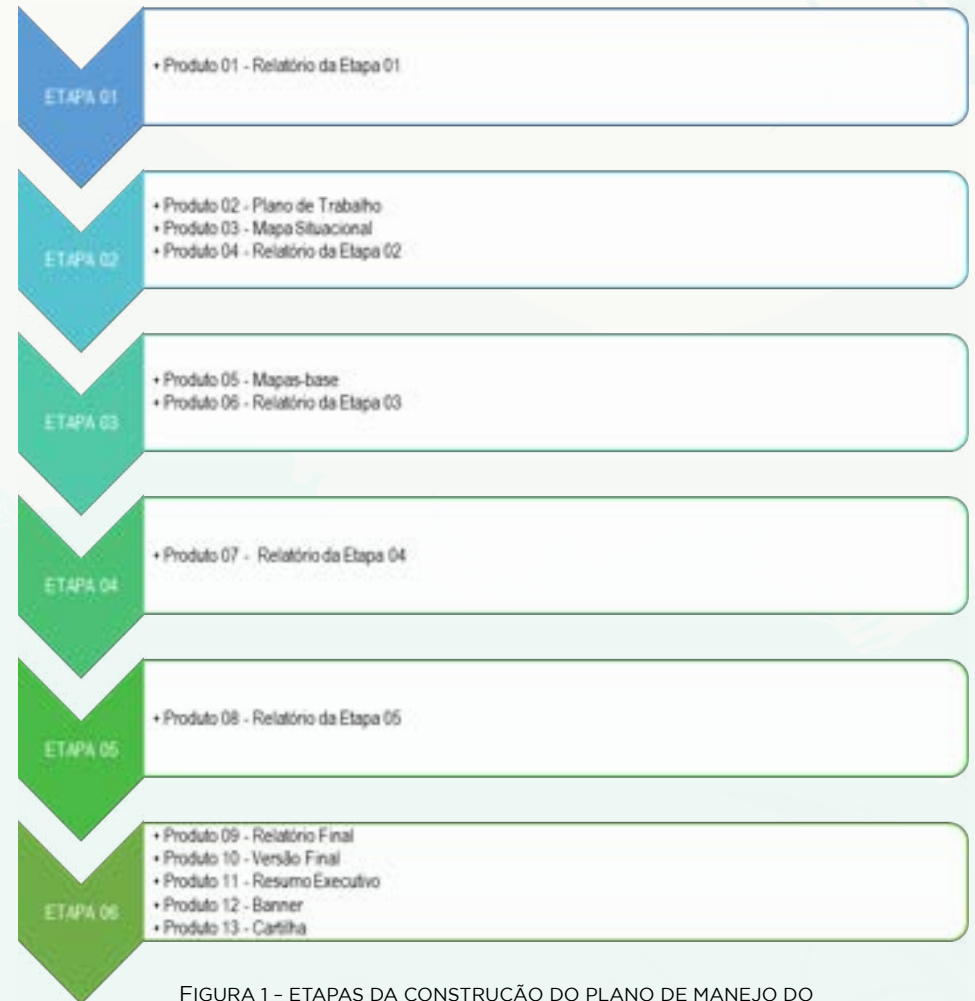 ETAPA 01
• Produto 01 - Relatório da Etapa 01
ETAPA 02
• Produto 02 - Plano de Trabalho
• Produto 03 - Mapa Situacional
• Produto 04 - Relatório da Etapa 02
ETAPA 03
• Produto 05 - Mapas-base
• Produto 06 - Relatório da Etapa 03
ETAPA 04
• Produto 07 - Relatório da Etapa 04
ETAPA 05
• Produto 08 - Relatório da Etapa 05
ETAPA 06
• Produto 09 - Relatório Final
• Produto 10 - Versão Final
• Produto 11 - Resumo Executivo
• Produto 12 - Banner
• Produto 13 - Cartilha
FIGURA 1 – ETAPAS DA CONSTRUÇÃO DO PLANO DE MANEJO DO